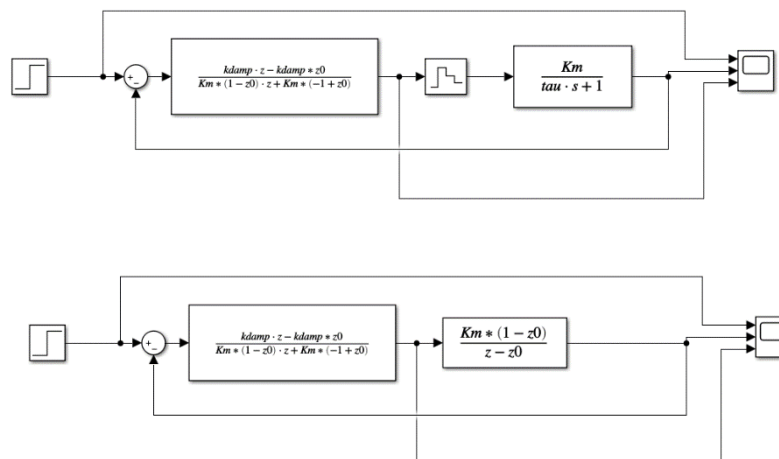 kdamp · z − kdamp * z0
Km * (1 − z0) · z + Km * (−1 + z0)
Km
tau · s + 1
+
−
kdamp · z − kdamp * z0
Km * (1 − z0) · z + Km * (−1 + z0)
Km * (1 − z0)
z − z0
+
−